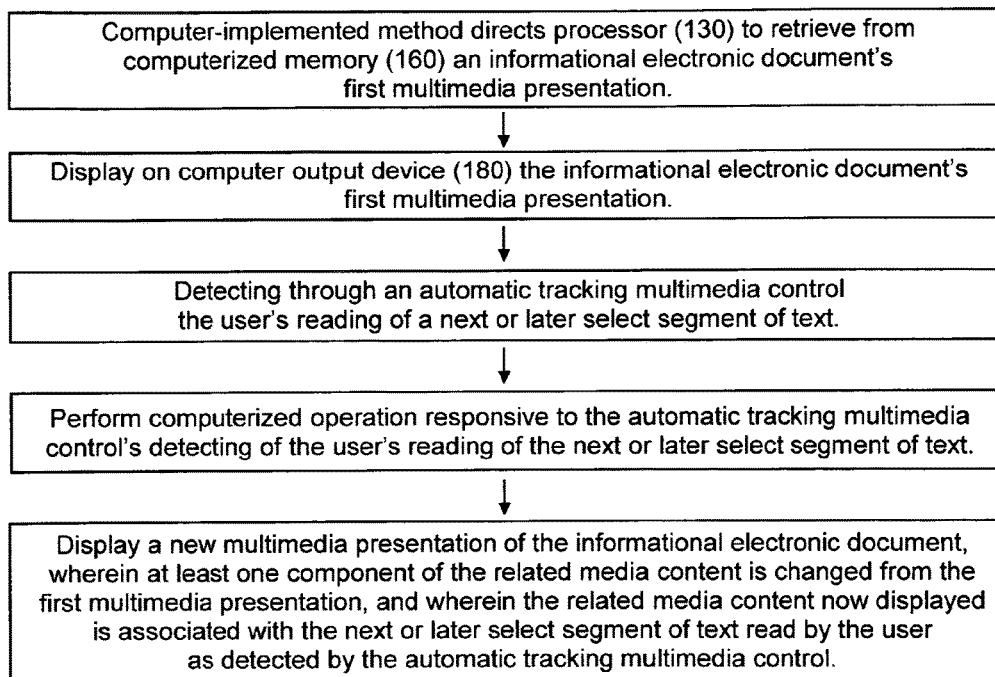 Computer-implemented method directs processor (130) to retrieve from
computerized memory (160) an informational electronic document's
first multimedia presentation.
Display on computer output device (180) the informational electronic document's
first multimedia presentation.
Detecting through an automatic tracking multimedia control
the user's reading of a next or later select segment of text.
Perform computerized operation responsive to the automatic tracking multimedia
control's detecting of the user's reading of the next or later select segment of text.
Display a new multimedia presentation of the informational electronic document,
wherein at least one component of the related media content is changed from the
first multimedia presentation, and wherein the related media content now displayed
is associated with the next or later select segment of text read by the user
as detected by the automatic tracking multimedia control.